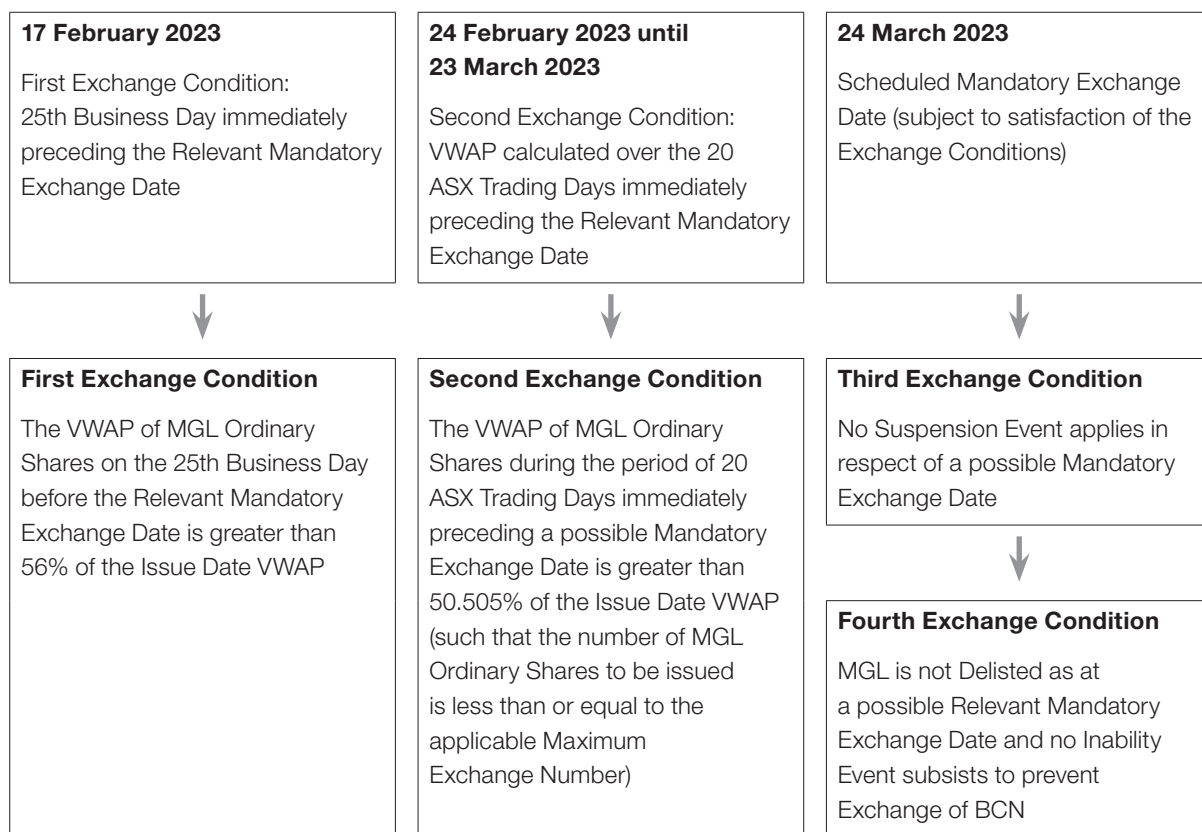 17 February 2023
First Exchange Condition:
25th Business Day immediately
preceding the Relevant Mandatory
Exchange Date
24 February 2023 until
23 March 2023
Second Exchange Condition:
VWAP calculated over the 20
ASX Trading Days immediately
preceding the Relevant Mandatory
Exchange Date
24 March 2023
Scheduled Mandatory Exchange
Date (subject to satisfaction of the
Exchange Conditions)
First Exchange Condition
The VWAP of MGL Ordinary
Shares on the 25th Business Day
before the Relevant Mandatory
Exchange Date is greater than
56% of the Issue Date VWAP
Second Exchange Condition
The VWAP of MGL Ordinary
Shares during the period of 20
ASX Trading Days immediately
preceding a possible Mandatory
Exchange Date is greater than
50.505% of the Issue Date VWAP
(such that the number of MGL
Ordinary Shares to be issued
is less than or equal to the
applicable Maximum
Exchange Number)
Third Exchange Condition
No Suspension Event applies in
respect of a possible Mandatory
Exchange Date
Fourth Exchange Condition
MGL is not Delisted as at
a possible Relevant Mandatory
Exchange Date and no Inability
Event subsists to prevent
Exchange of BCN